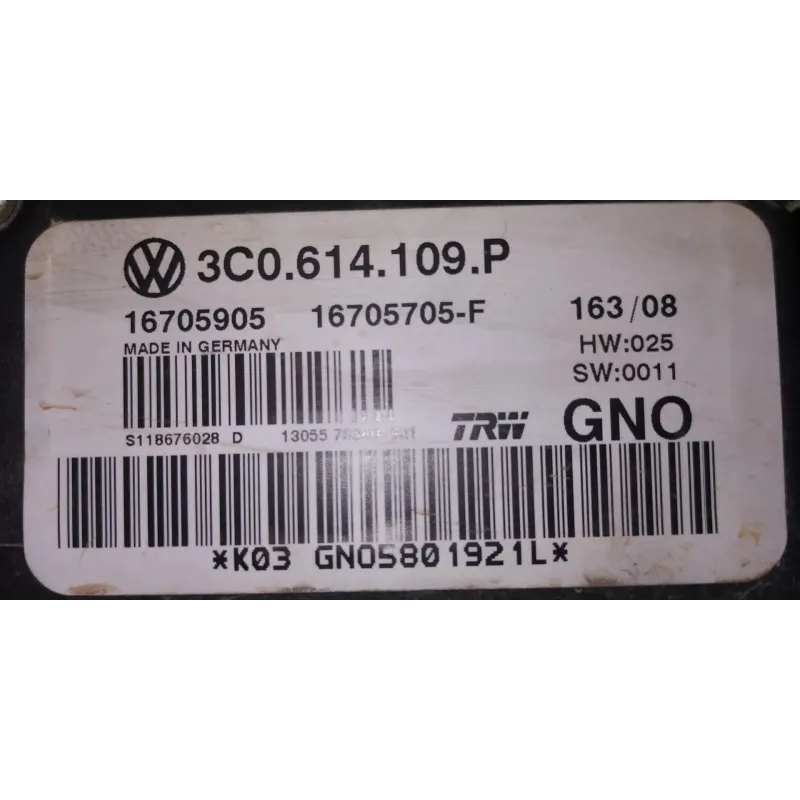 3C0.614.109.P
16705905 16705705-F 163/08
MADE IN GERMANY HW:025
SW:0011
S118676028 D 13055 TRW GNO
*K03 GNO5801921L*